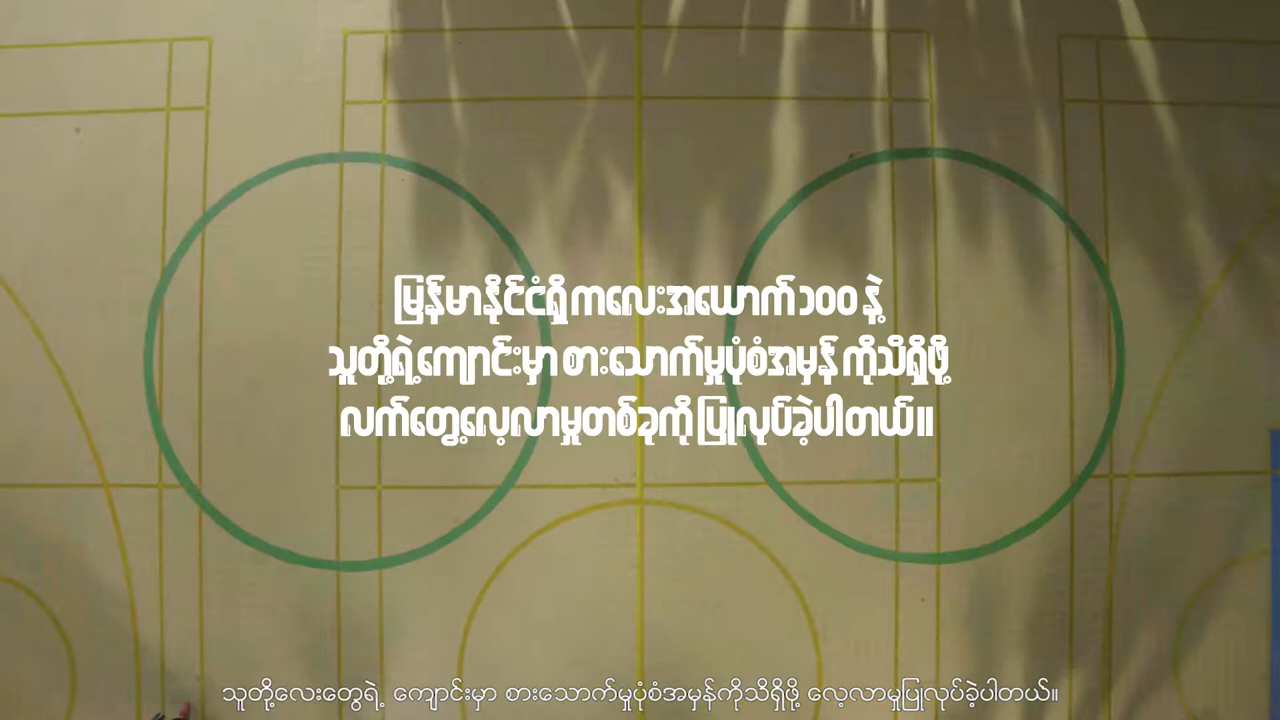 မြန်မာနိုင်ငံရှိကလေးအယောက်၁၀၀နဲ့
သူတို့ရဲ့ကျောင်းမှာ စားသောက်မှုပုံစံအမှန် ကိုသိရှိဖို့
လက်တွေ့လေ့လာမှုတစ်ခုကိုပြုလုပ်ခဲ့ပါတယ်။
သူတို့လေးတွေရဲ့ ကျောင်းမှာ စားသောက်မှုပုံစံအမှန်ကိုသိရှိဖို့ လေ့လာမှုပြုလုပ်ခဲ့ပါတယ်။